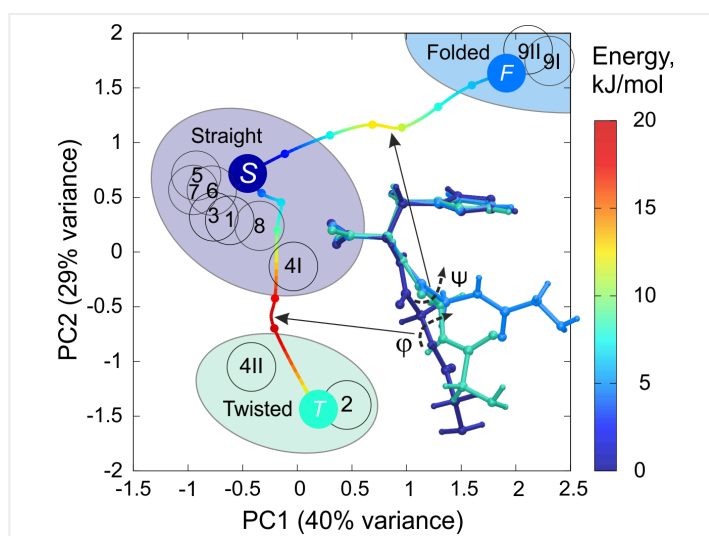 2
1.5
1
0.5
0
-0.5
-1
-1.5
-2
-1.5
-1
-0.5
0
0.5
1
1.5
2
2.5
PC2 (29% variance)
PC1 (40% variance)
Folded
9II
9I
F
Straight
S
5
7
6
3
1
8
4I
4II
Twisted
T
2
ψ
φ
Energy,
kJ/mol
20
15
10
5
0